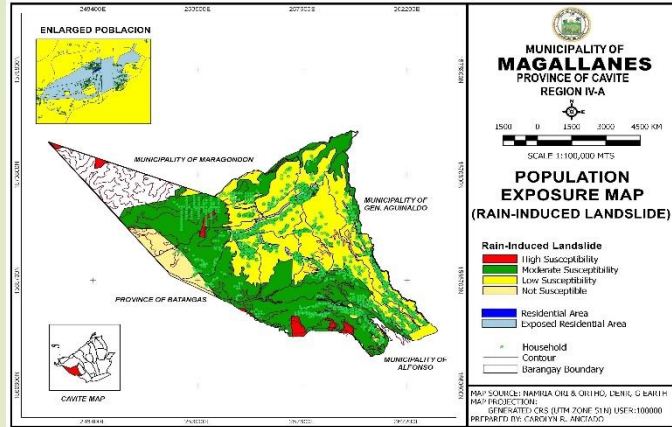 ENLARGED POBLACION
MUNICIPALITY OF MARAGONDON
MUNICIPALITY OF
GEN. AGUINALDO
PROVINCE OF BATANGAS
MUNICIPALITY OF
ALFONSO
CAVITE MAP
MUNICIPALITY OF
MAGALLANES
PROVINCE OF CAVITE
REGION IV-A
1500 0 1500 3000 4500 KM
SCALE 1:100,000 MTS
POPULATION
EXPOSURE MAP
(RAIN-INDUCED LANDSLIDE)
Rain-Induced Landslide
High Susceptibility
Moderate Susceptibility
Low Susceptibility
Not Susceptible
Residential Area
Exposed Residential Area
Household
Contour
Barangay Boundary
MAP SOURCE: NAMRIA ORI & ORTHO, DENR, G EARTH
MAP PROJECTION:
GENERATED CRS (UTM ZONE 51N) USER:100000
PREPARED BY: CAROLYN R. ANCIADO